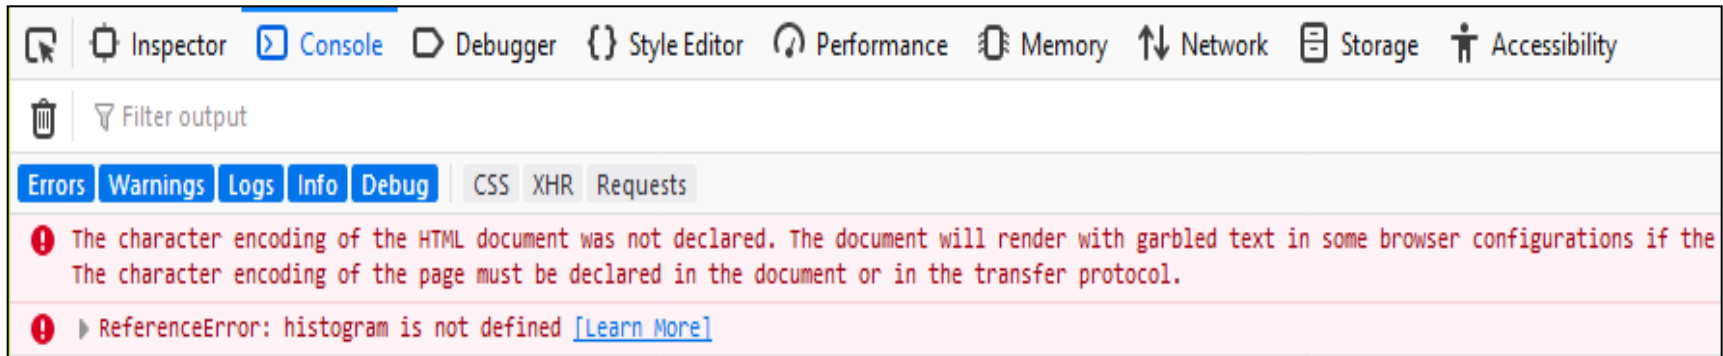 Inspector Console Debugger {} Style Editor Performance Memory Network Storage Accessibility
Filter output
Errors Warnings Logs Info Debug CSS XHR Requests
The character encoding of the HTML document was not declared. The document will render with garbled text in some browser configurations if the
The character encoding of the page must be declared in the document or in the transfer protocol.
ReferenceError: histogram is not defined [Learn More]